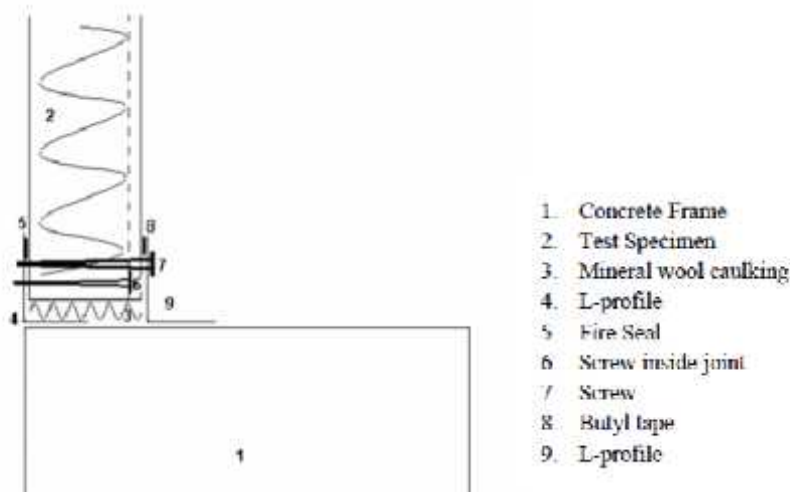 2
5
8
7
6
9
4
3
1
1. Concrete Frame
2. Test Specimen
3. Mineral wool caulking
4. L-profile
5 Fire Seal
6 Screw inside joint
7 Screw
8 Butyl tape
9. L-profile